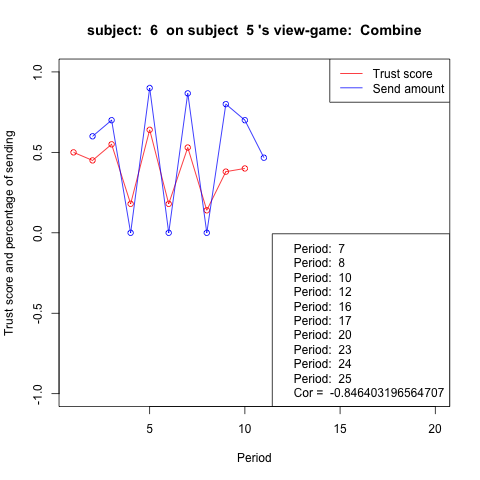 subject:  6  on subject  5 's view-game:  Combine
Trust score
Send amount
1.0
0.5
0.0
-0.5
-1.0
Trust score and percentage of sending
Period:  7
Period:  8
Period:  10
Period:  12
Period:  16
Period:  17
Period:  20
Period:  23
Period:  24
Period:  25
Cor =  -0.846403196564707
5
10
15
20
Period